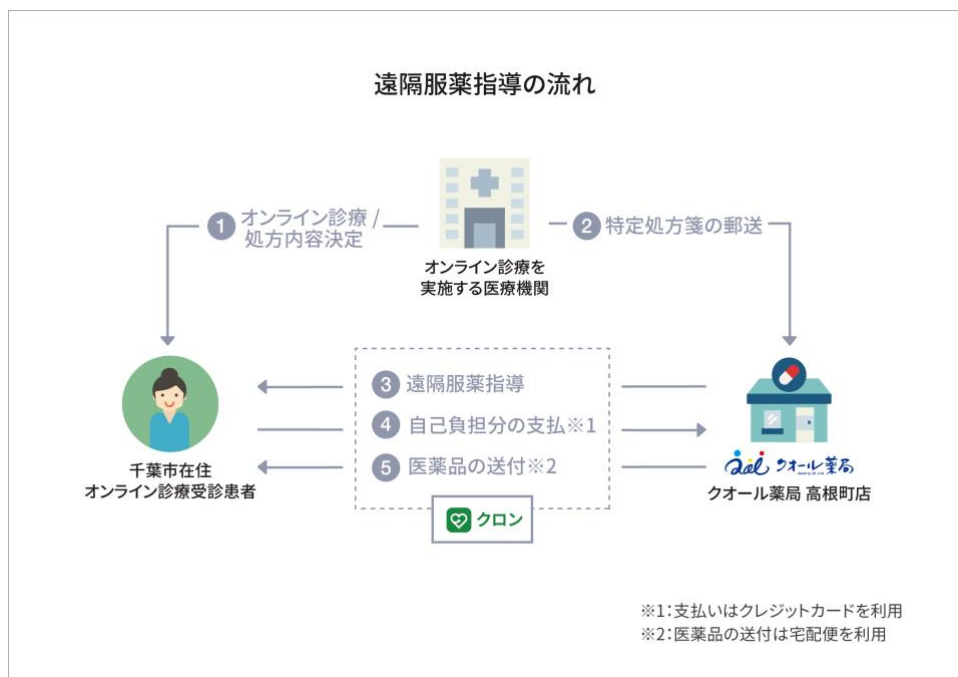 遠隔服薬指導の流れ
1 オンライン診療 /
処方内容決定
2 特定処方箋の郵送
オンライン診療を
実施する医療機関
3 遠隔服薬指導
4 自己負担分の支払※1
5 医薬品の送付※2
クロン
千葉市在住
オンライン診療受診患者
クオール薬局
クオール薬局 高根町店
※1:支払いはクレジットカードを利用
※2:医薬品の送付は宅配便を利用